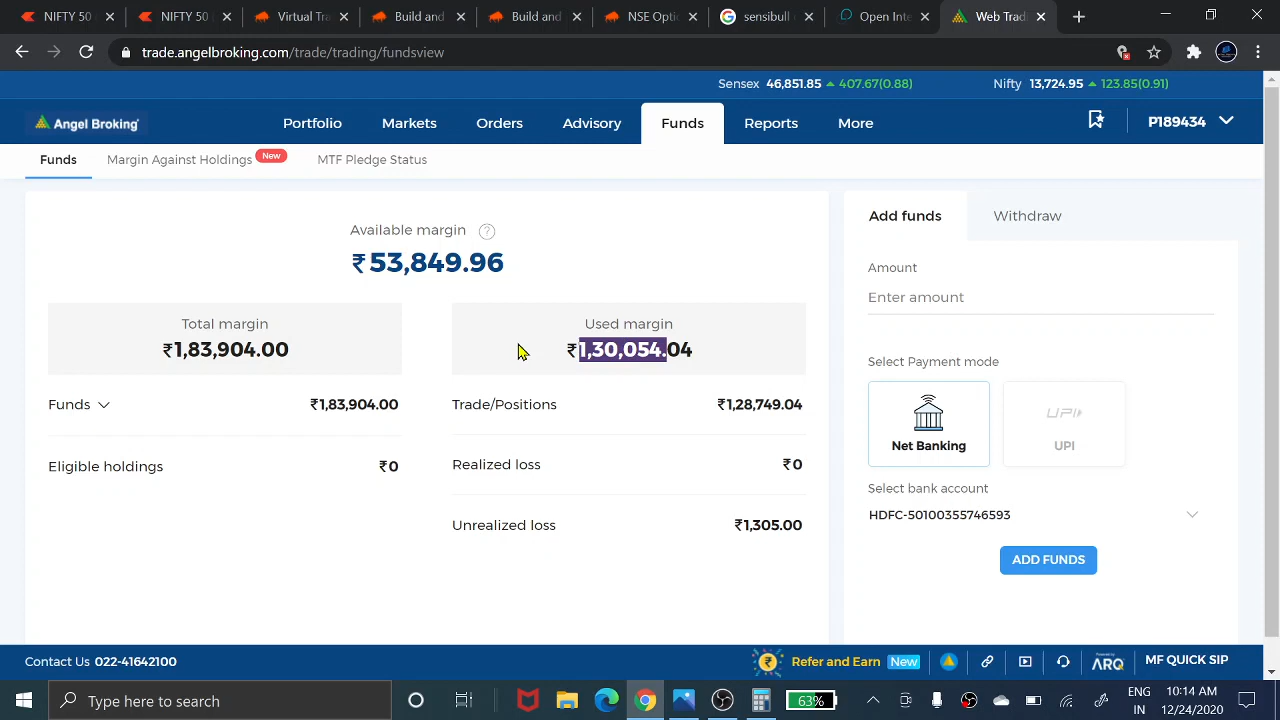 NIFTY 50
NIFTY 50
Virtual Tra
Build and
Build and
NSE Optio
sensibull
Open Inte
Web Trad
trade.angelbroking.com/trade/trading/fundsview
Sensex 46,851.85 407.67(0.88) Nifty 13,724.95 123.85(0.91)
Angel Broking
Portfolio Markets Orders Advisory Funds Reports More P189434
Funds Margin Against Holdings New MTF Pledge Status
Available margin ?
₹53,849.96
Total margin
₹1,83,904.00
Used margin
₹1,30,054.04
Funds ₹1,83,904.00
Eligible holdings ₹0
Trade/Positions ₹1,28,749.04
Realized loss ₹0
Unrealized loss ₹1,305.00
Add funds Withdraw
Amount
Enter amount
Select Payment mode
Net Banking
UPI
UPI
Select bank account
HDFC-50100355746593
ADD FUNDS
Contact Us 022-41642100
₹ Refer and Earn New
Powered by
ARQ
MF QUICK SIP
Type here to search
63%
ENG
IN
10:14 AM
12/24/2020